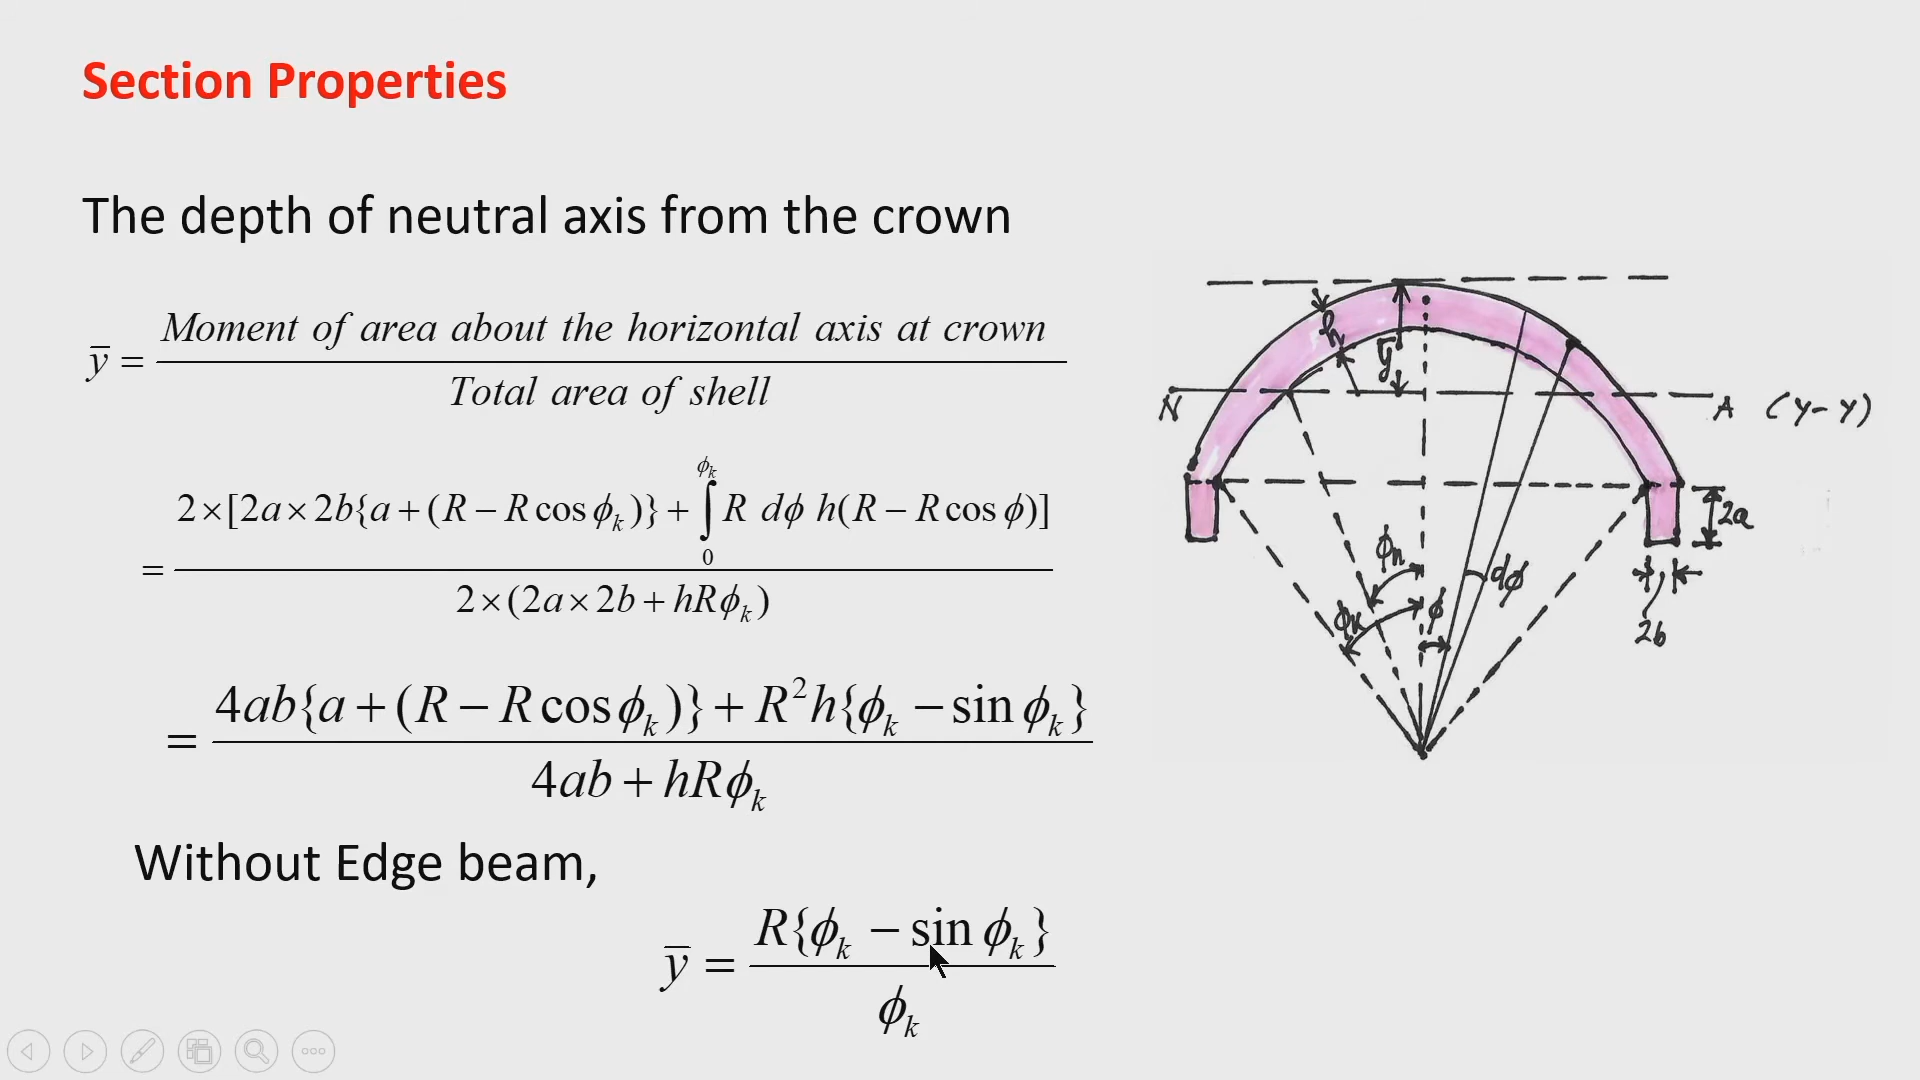 Section Properties
The depth of neutral axis from the crown
y̅ = Moment of area about the horizontal axis at crown / Total area of shell
= 2×[2a×2b{a+(R−R cos ϕₖ)}+∫₀^ϕₖ R dϕ h(R−R cos ϕ)] / 2×(2a×2b+hRϕₖ)
= 4ab{a+(R−R cos ϕₖ)}+R²h{ϕₖ−sin ϕₖ} / 4ab+hRϕₖ
Without Edge beam,
y̅ = R{ϕₖ−sin ϕₖ} / ϕₖ
h
y̅
N
A (Y-Y)
2a
ϕn
dϕ
ϕk
ϕ
2b